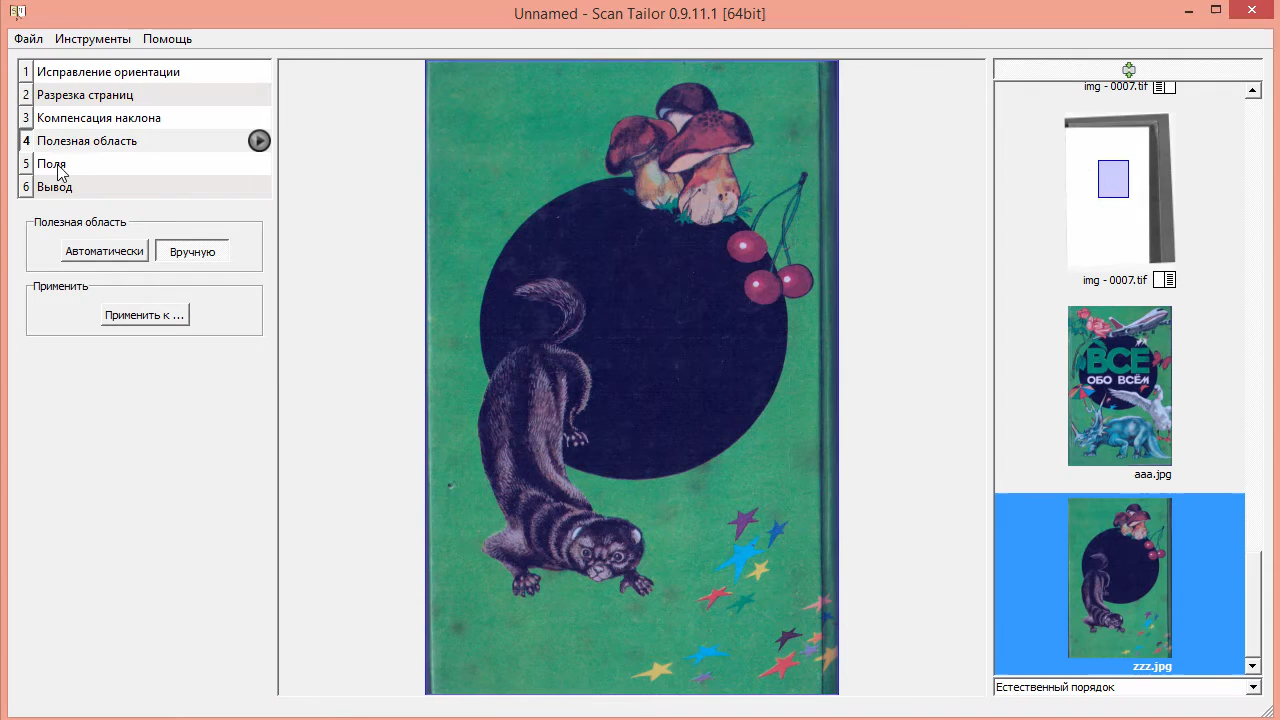 Unnamed - Scan Tailor 0.9.11.1 [64bit]
Файл Инструменты Помощь
1 Исправление ориентации
2 Разрезка страниц
3 Компенсация наклона
4 Полезная область
5 Поля
6 Вывод
Полезная область
Автоматически Вручную
Применить
Применить к ...
img - 0007.tif
img - 0007.tif
ВСЕ
ОБО ВСЁМ
aaa.jpg
zzz.jpg
Естественный порядок